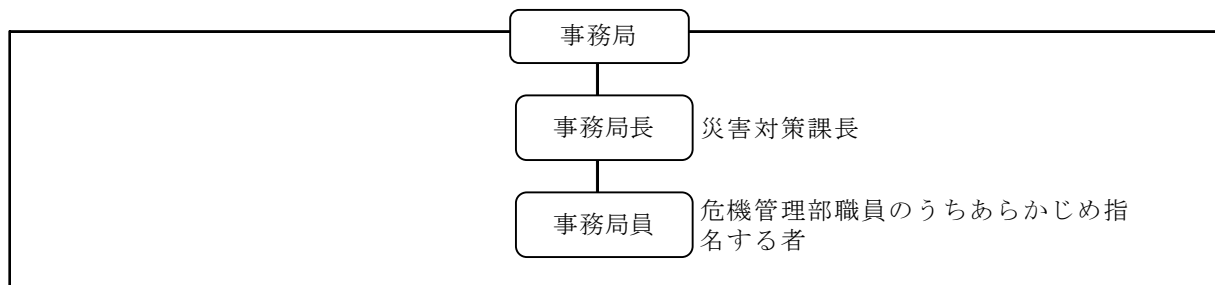 事務局
事務局長
災害対策課長
事務局員
危機管理部職員のうちあらかじめ指
名する者